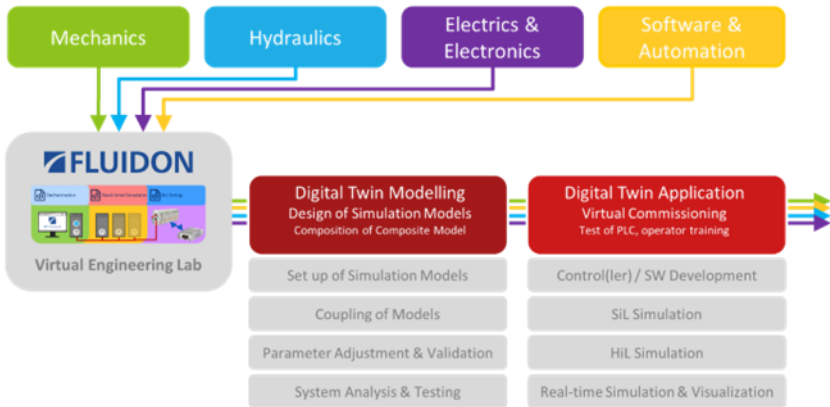 Mechanics
Hydraulics
Electrics &
Electronics
Software &
Automation
FLUIDON
Virtual Engineering Lab
Digital Twin Modelling
Design of Simulation Models
Composition of Composite Model
Digital Twin Application
Virtual Commissioning
Test of PLC, operator training
Set up of Simulation Models
Control(ler) / SW Development
Coupling of Models
SiL Simulation
Parameter Adjustment & Validation
HiL Simulation
System Analysis & Testing
Real-time Simulation & Visualization